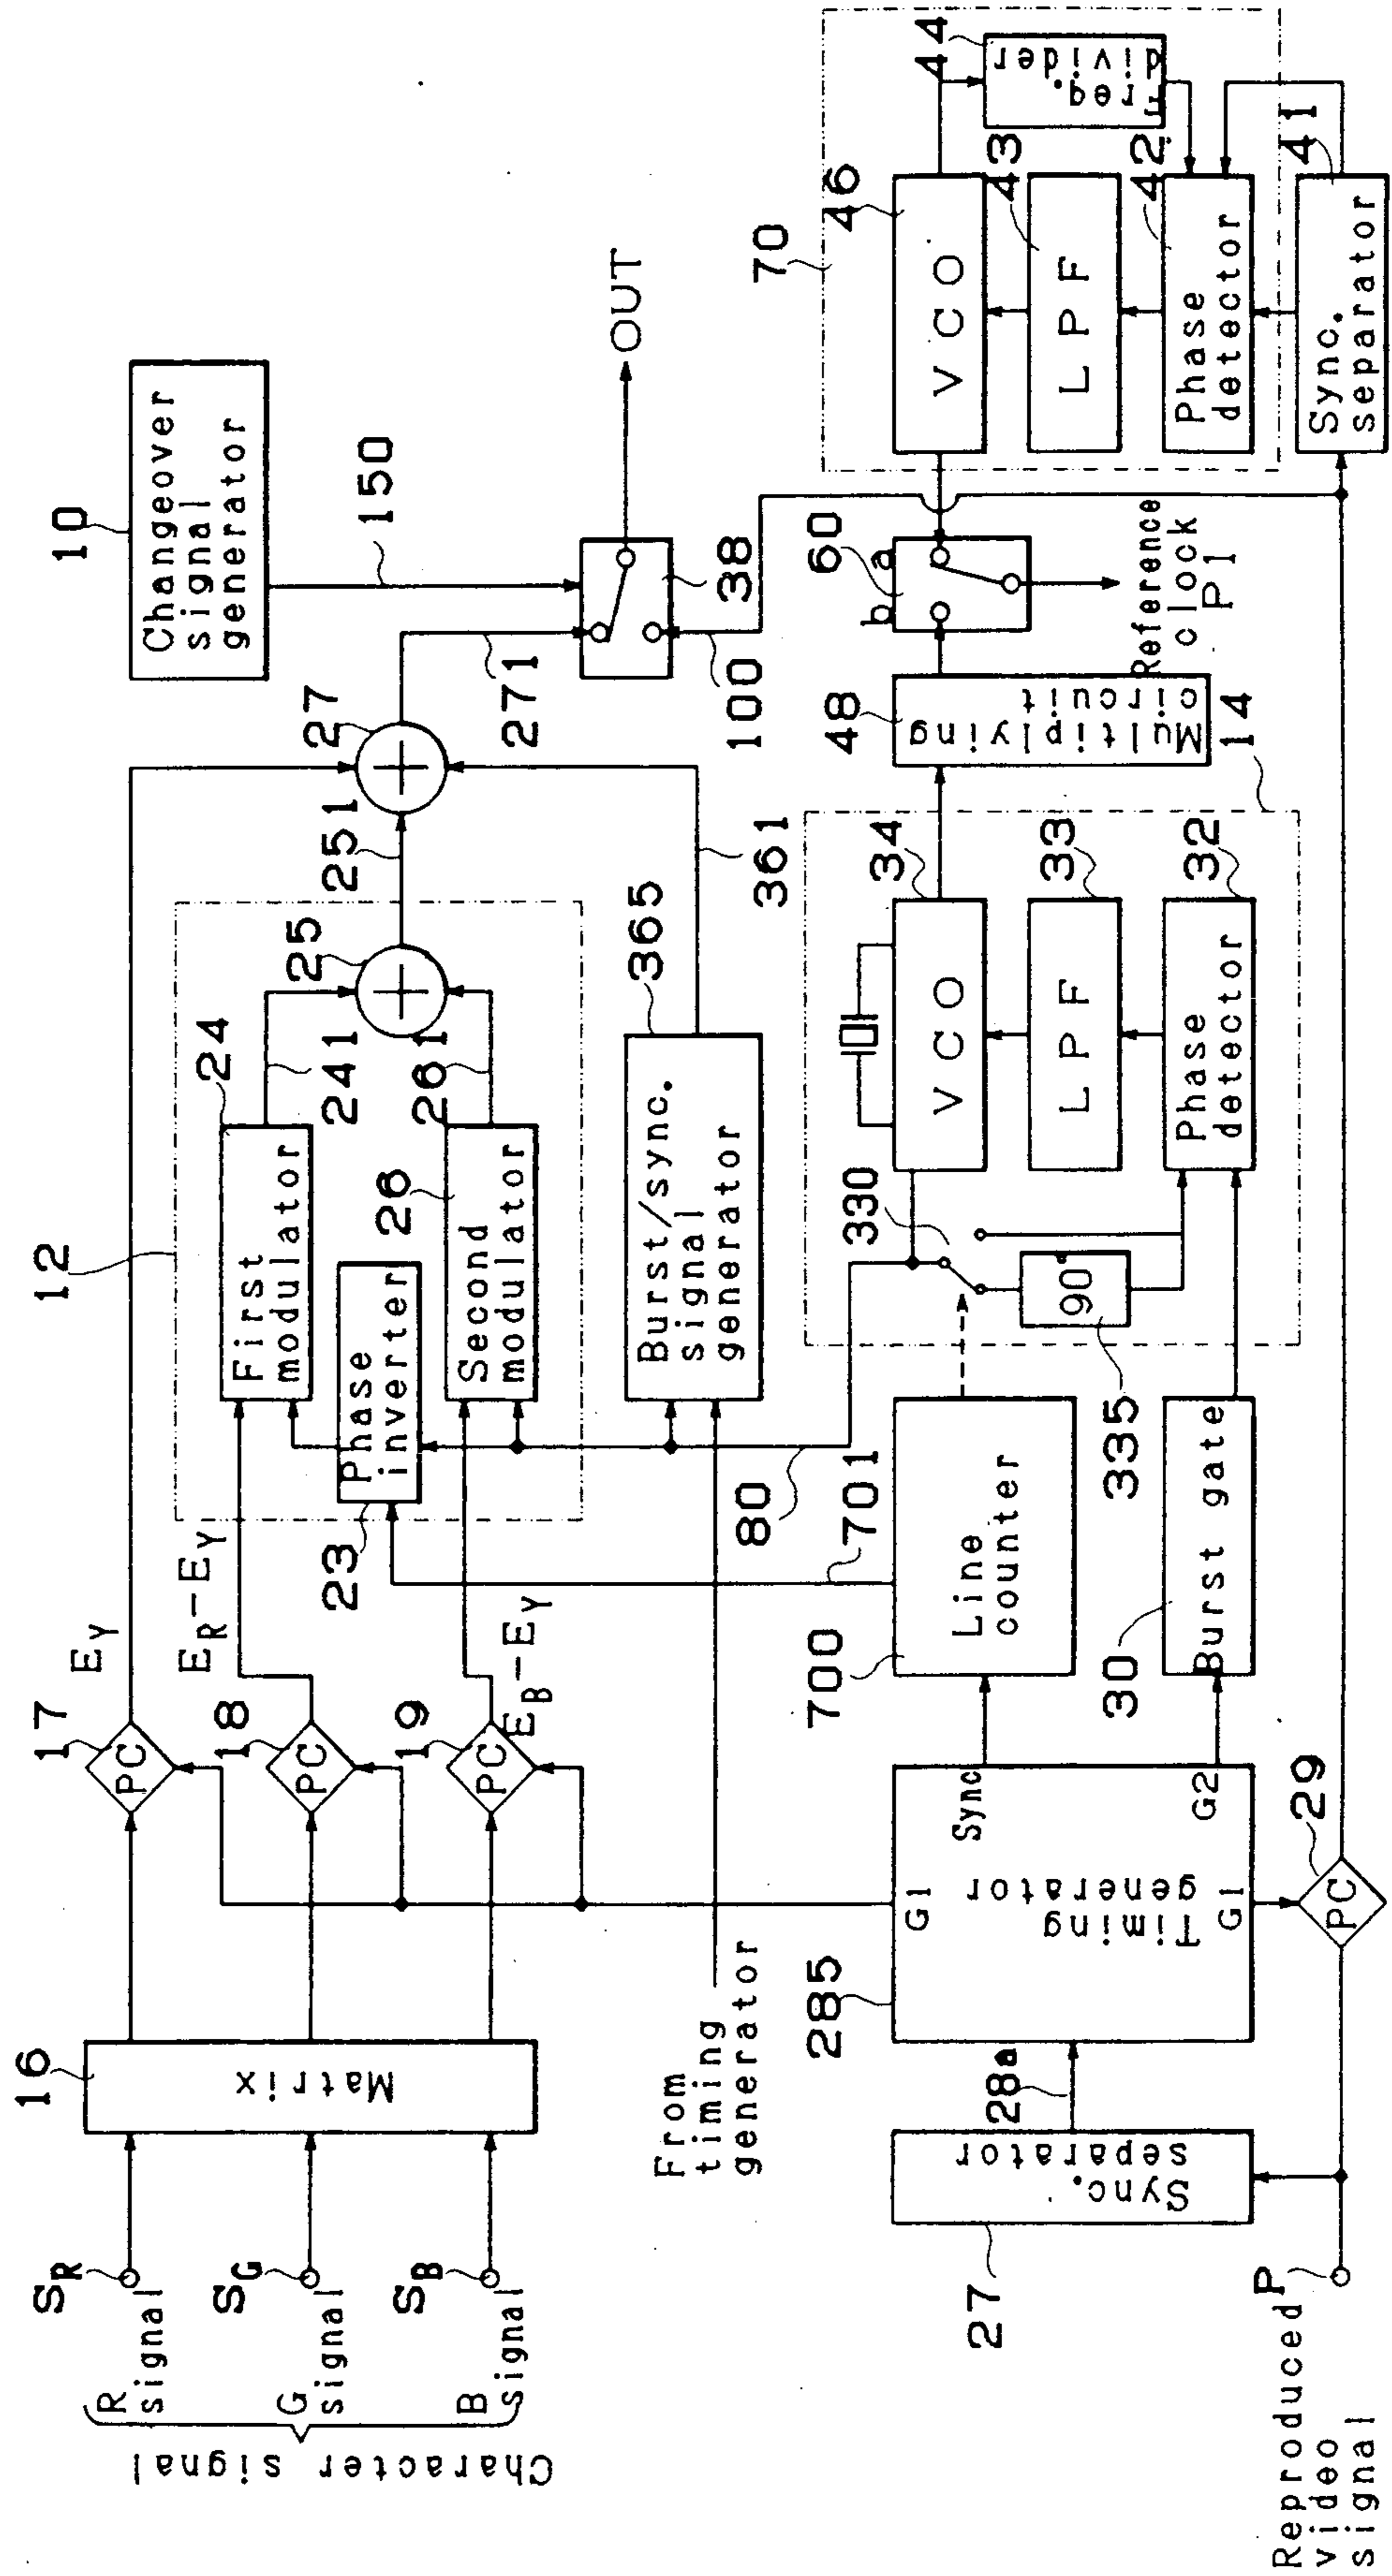 10
Changeover
signal
generator
150
12
24
First
modulator
241
25
251
27
271
38
OUT
100
23
Phase
inverter
26
Second
modulator
261
365
Burst/sync.
signal
generator
361
16
Matrix
17
PC
E_Y
18
PC
E_R-E_Y
19
PC
E_B-E_Y
S_R
R
signal
S_G
G
signal
S_B
B
signal
Character signal
From
timing
generator
80
701
700
Line
counter
30
Burst gate
285
Timing
generator
G1
Sync
G2
G1
28a
27
Sync.
separator
P
Reproduced
video
signal
29
PC
14
34
VCO
33
LPF
32
Phase
detector
330
90°
335
48
Multiplying
circuit
60
b
a
Reference
clock
P1
70
46
VCO
43
LPF
42
Phase
detector
44
Freq.
divider
41
Sync.
separator